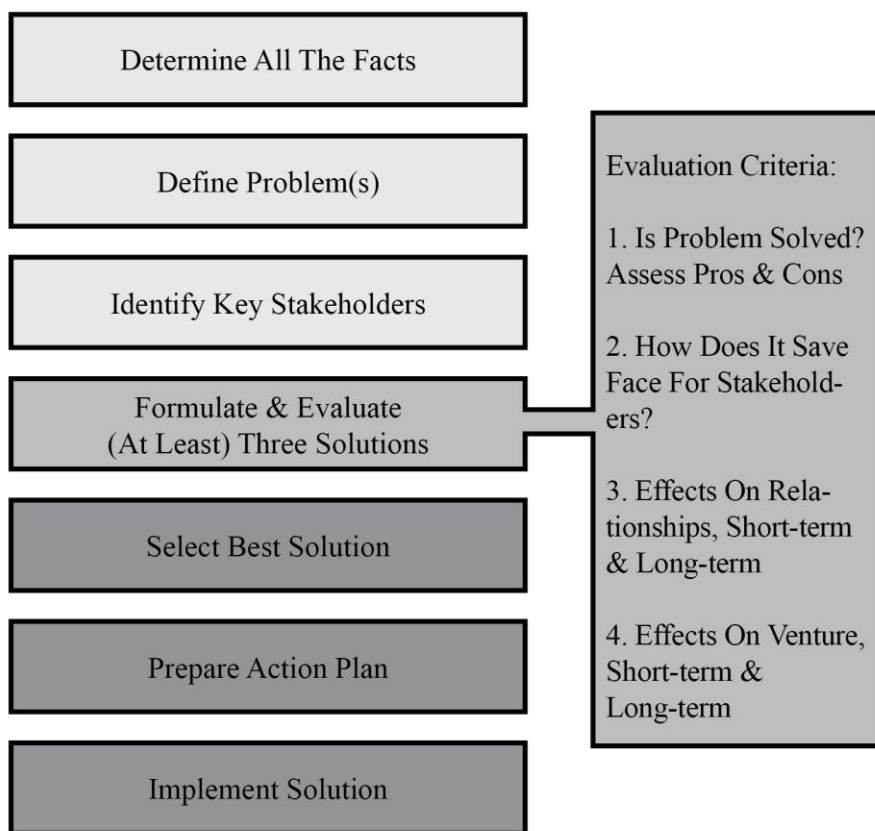 Determine All The Facts
Define Problem(s)
Identify Key Stakeholders
Formulate & Evaluate
(At Least) Three Solutions
Select Best Solution
Prepare Action Plan
Implement Solution
Evaluation Criteria:
1. Is Problem Solved?
Assess Pros & Cons
2. How Does It Save
Face For Stakehold-
ers?
3. Effects On Rela-
tionships, Short-term
& Long-term
4. Effects On Venture,
Short-term &
Long-term